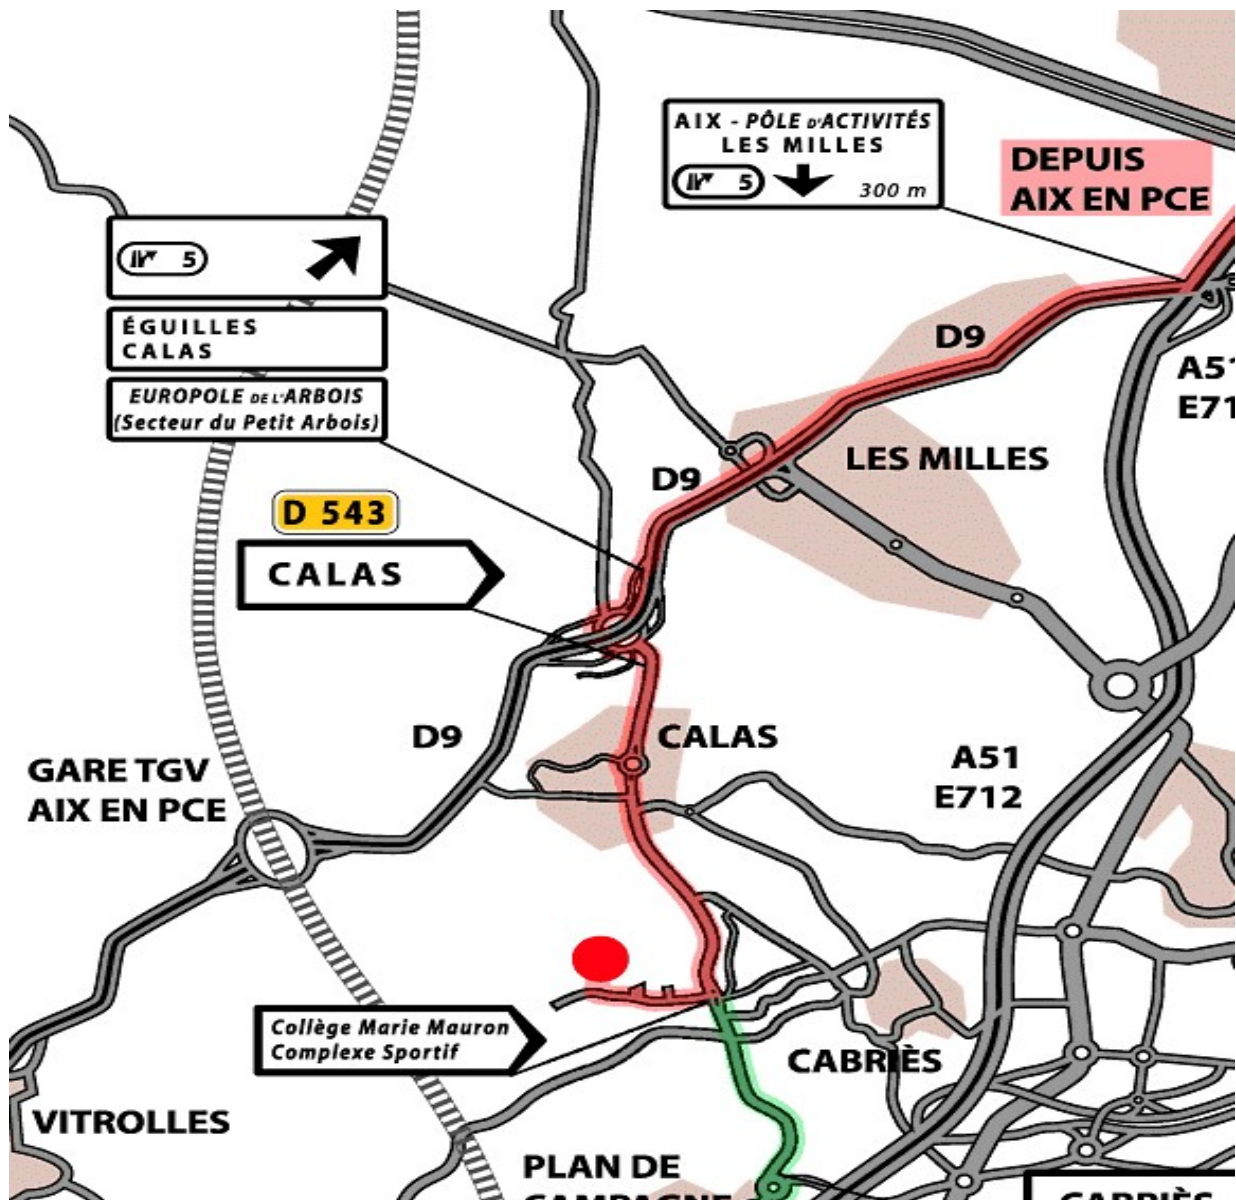 AIX - PÔLE D'ACTIVITÉS
LES MILLES
5
300 m
DEPUIS
AIX EN PCE
5
ÉGUILLES
CALAS
EUROPOLE DE L'ARBOIS
(Secteur du Petit Arbois)
D9
A51
E71
LES MILLES
D9
D 543
CALAS
D9
CALAS
GARE TGV
AIX EN PCE
A51
E712
Collège Marie Mauron
Complexe Sportif
CABRIÈS
VITROLLES
PLAN DE
CAMPAGNE
CABRIÈS